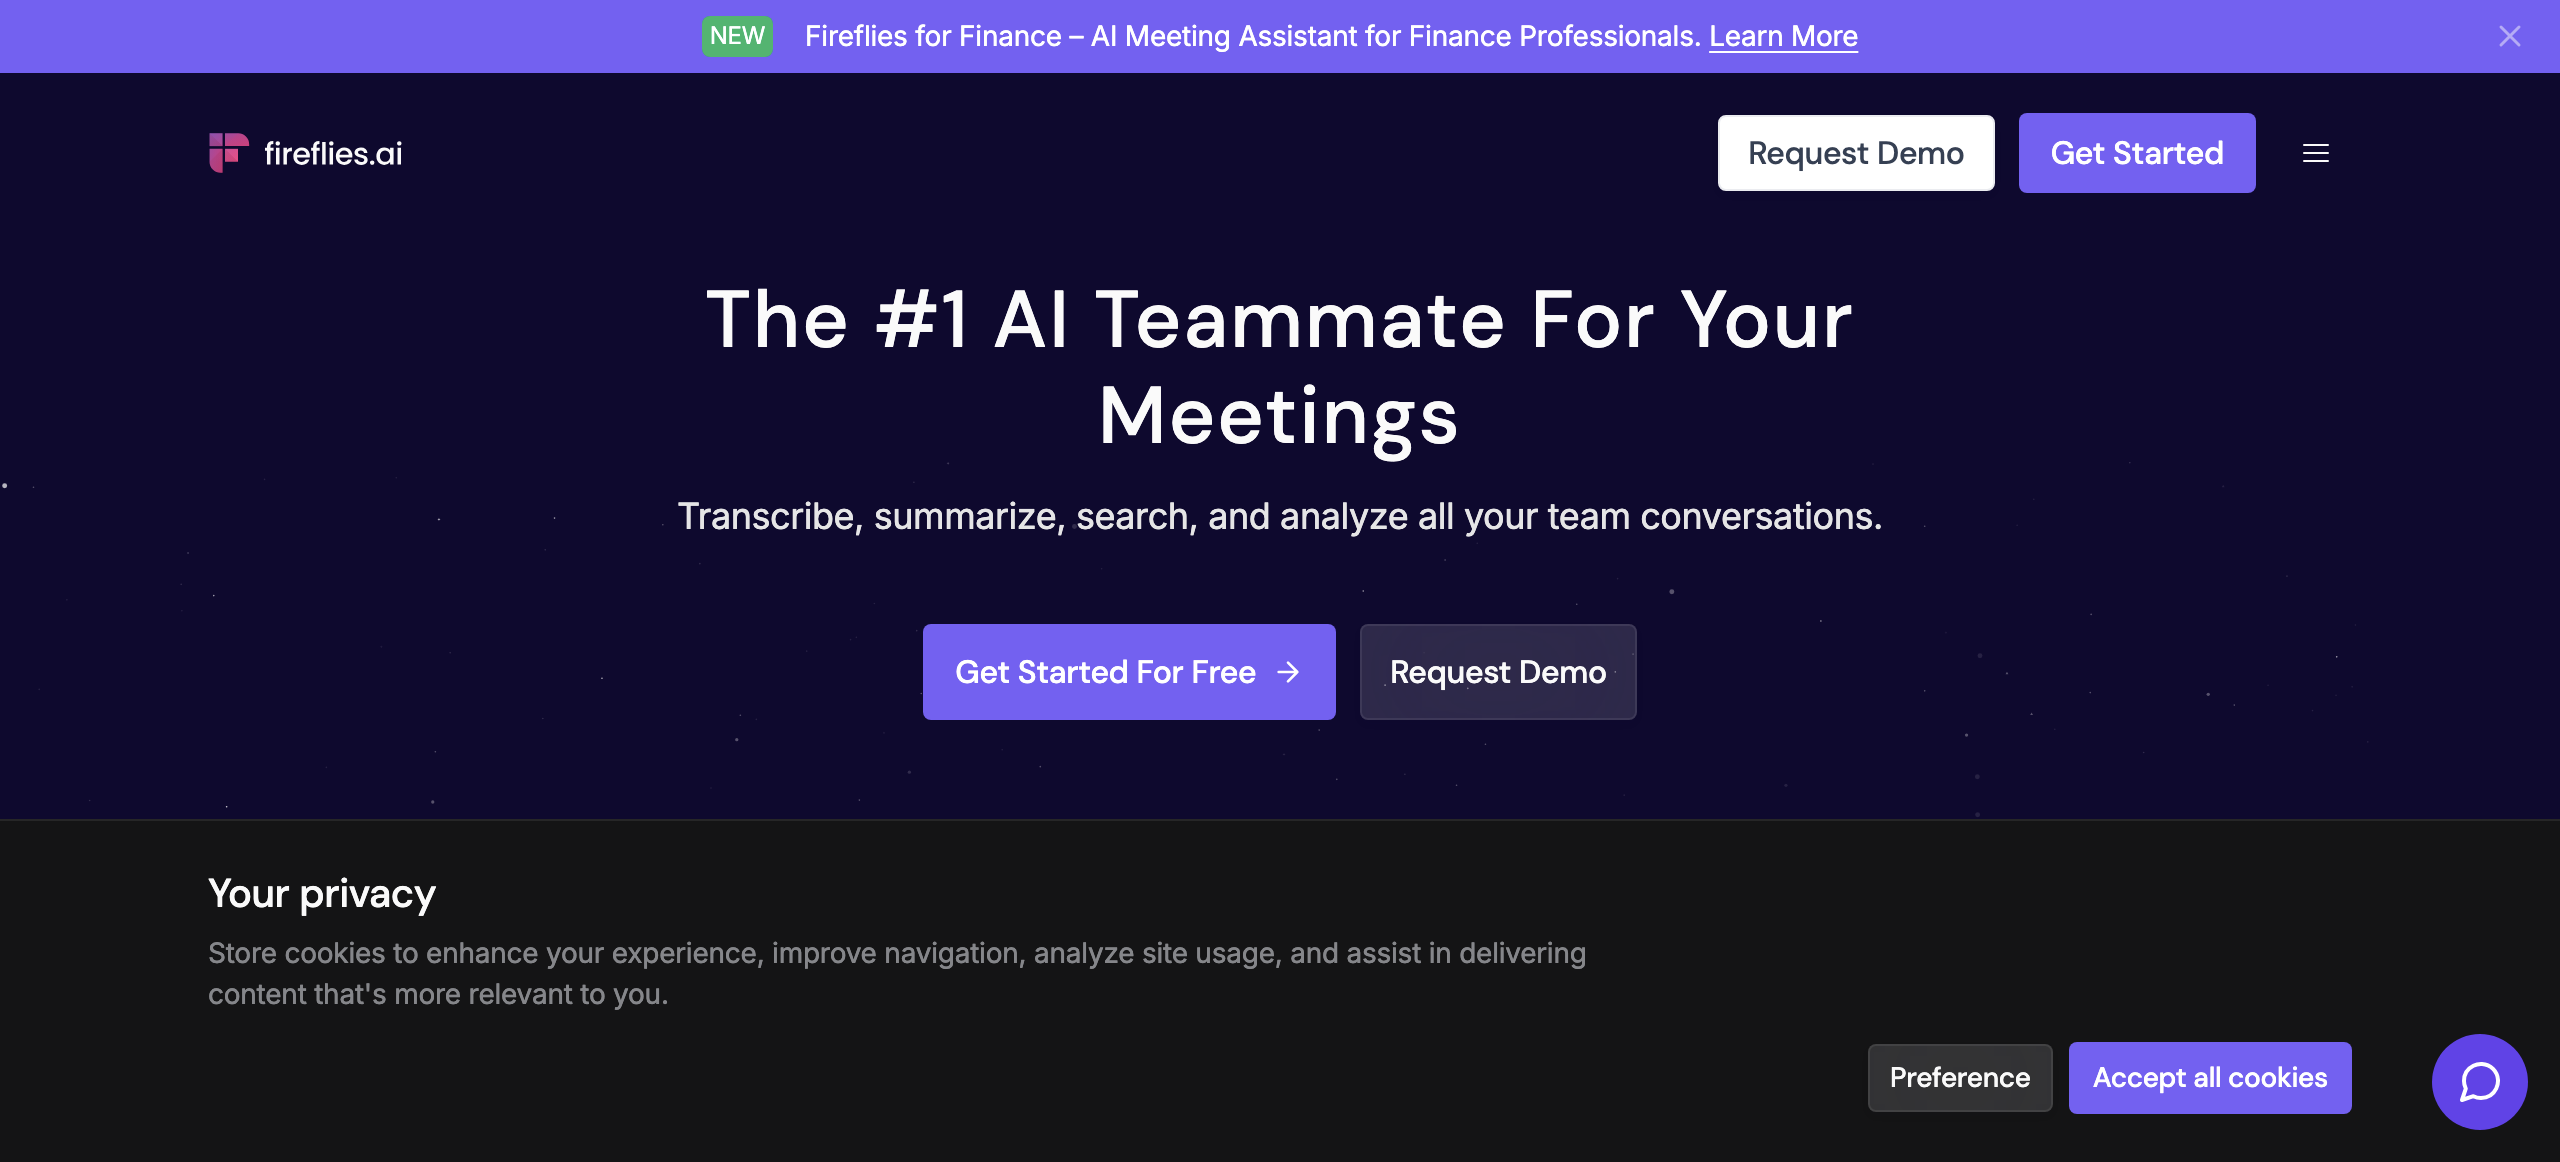 NEW Fireflies for Finance – AI Meeting Assistant for Finance Professionals. Learn More
fireflies.ai
Request Demo
Get Started
The #1 AI Teammate For Your
Meetings
Transcribe, summarize, search, and analyze all your team conversations.
Get Started For Free →
Request Demo
Your privacy
Store cookies to enhance your experience, improve navigation, analyze site usage, and assist in delivering
content that's more relevant to you.
Preference
Accept all cookies